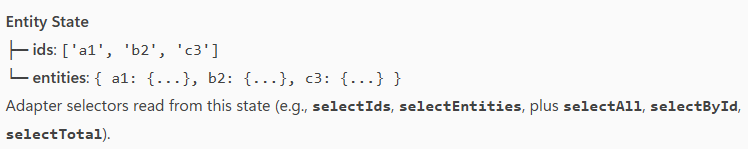 Entity State
├─ ids: ['a1', 'b2', 'c3']
└─ entities: { a1: {...}, b2: {...}, c3: {...} }
Adapter selectors read from this state (e.g., selectIds, selectEntities, plus selectAll, selectById,
selectTotal).